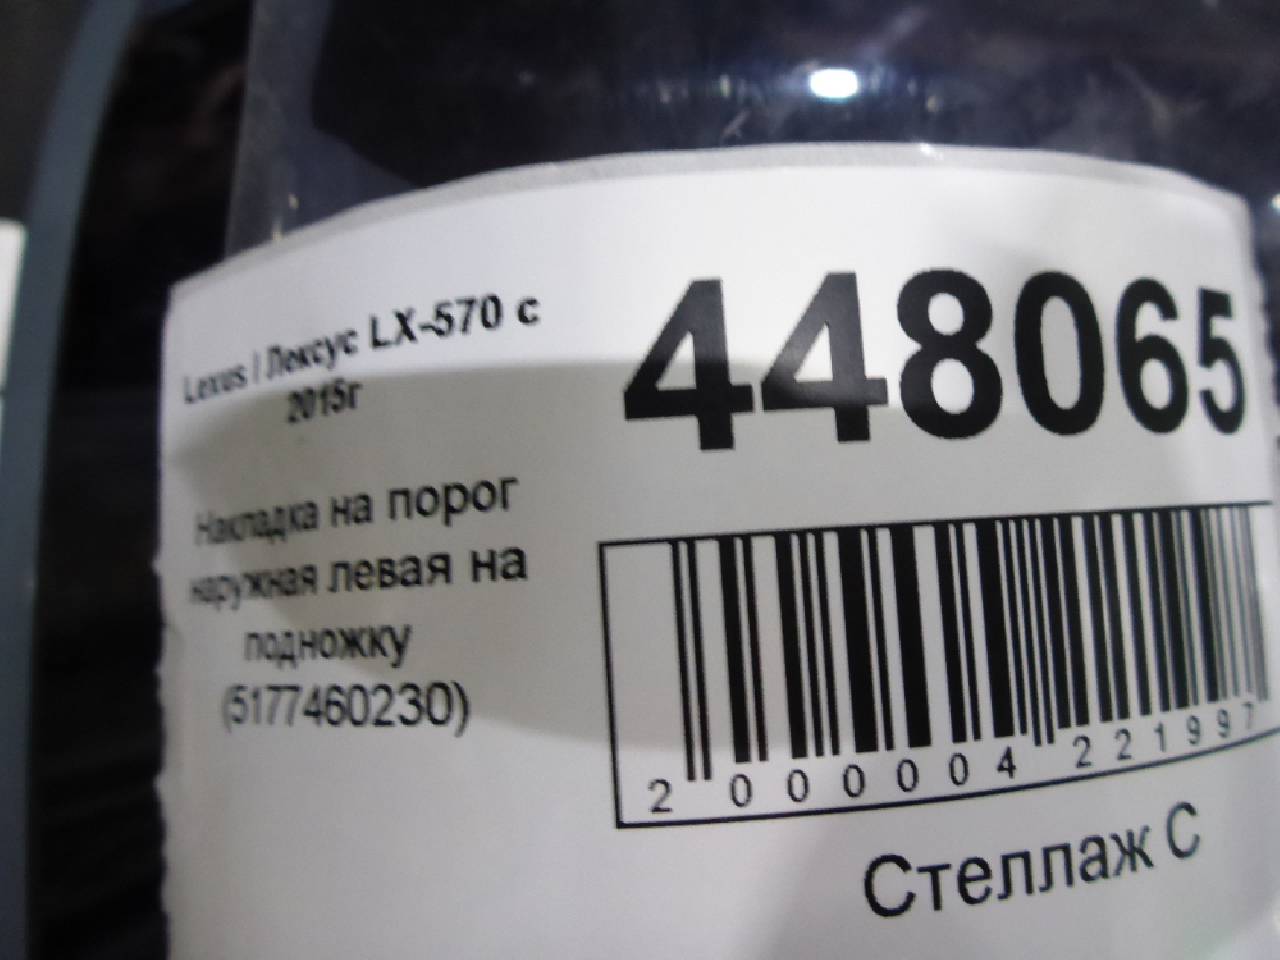 Lexus | Лексус LX-570 с
2015г
Накладка на порог
наружная левая на
подножку
(5177460230)
448065
2 000004 221997
Стеллаж С